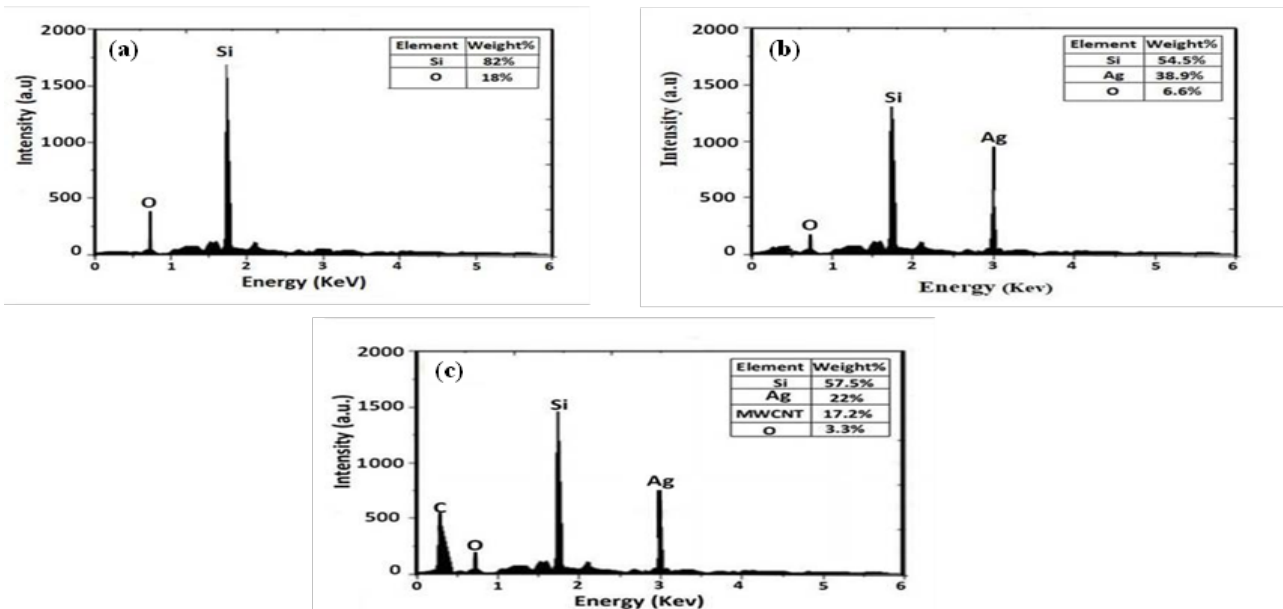 (a)
2000
1500
1000
500
0
Intensity (a.u)
Si
O
Element Weight%
Si 82%
O 18%
0 1 2 3 4 5 6
Energy (KeV)
(b)
2000
1500
1000
500
0
Intensity (a.u)
Si
Ag
O
Element Weight%
Si 54.5%
Ag 38.9%
O 6.6%
0 1 2 3 4 5 6
Energy (Kev)
(c)
2000
1500
1000
500
0
Intensity (a.u.)
Si
Ag
C
O
Element Weight%
Si 57.5%
Ag 22%
MWCNT 17.2%
O 3.3%
0 1 2 3 4 5 6
Energy (Kev)